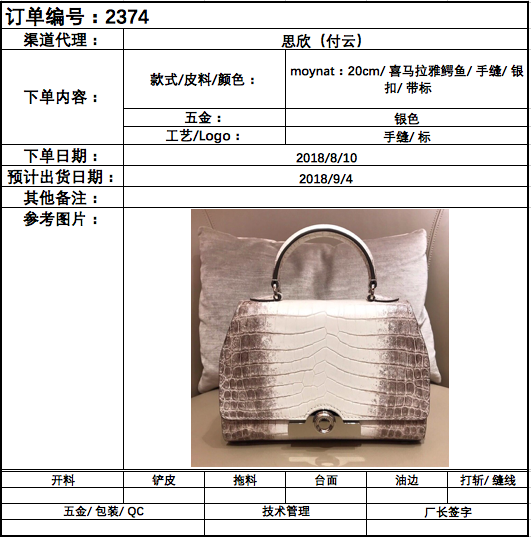 订单编号：2374
渠道代理： 思欣（付云）
下单内容： 款式/皮料/颜色： moynat：20cm/ 喜马拉雅鳄鱼/ 手缝/ 银
扣/ 带标
五金： 银色
工艺/Logo： 手缝/ 标
下单日期： 2018/8/10
预计出货日期： 2018/9/4
其他备注：
参考图片：
开料 铲皮 拖料 台面 油边 打斩/ 缝线
五金/ 包装/ QC 技术管理 厂长签字